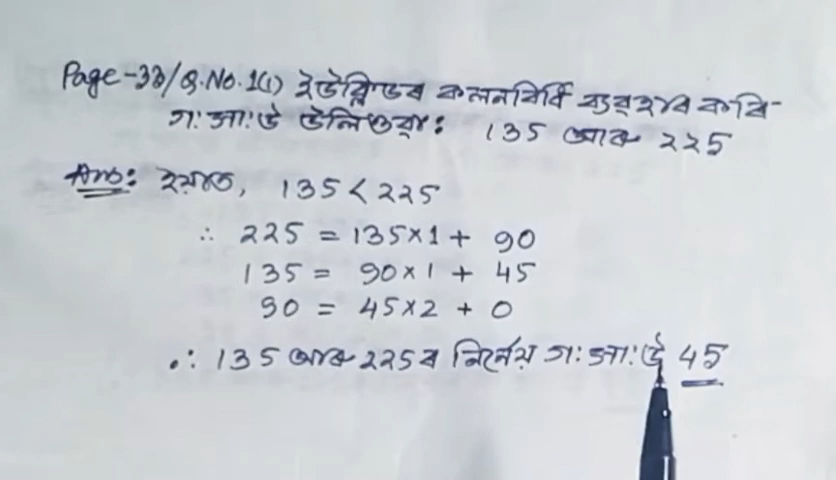 Page-33/Q.No.1(i) ইউক্লিডৰ কলনবিধি ব্যৱহাৰ কৰি-
গঃসাঃউ উলিওৱাঃ 135 আৰু 225
Ans: ইয়াত, 135 < 225
∴ 225 = 135×1 + 90
135 = 90×1 + 45
90 = 45×2 + 0
∴ 135 আৰু 225ৰ নিৰ্ণেয় গঃসাঃউ 45